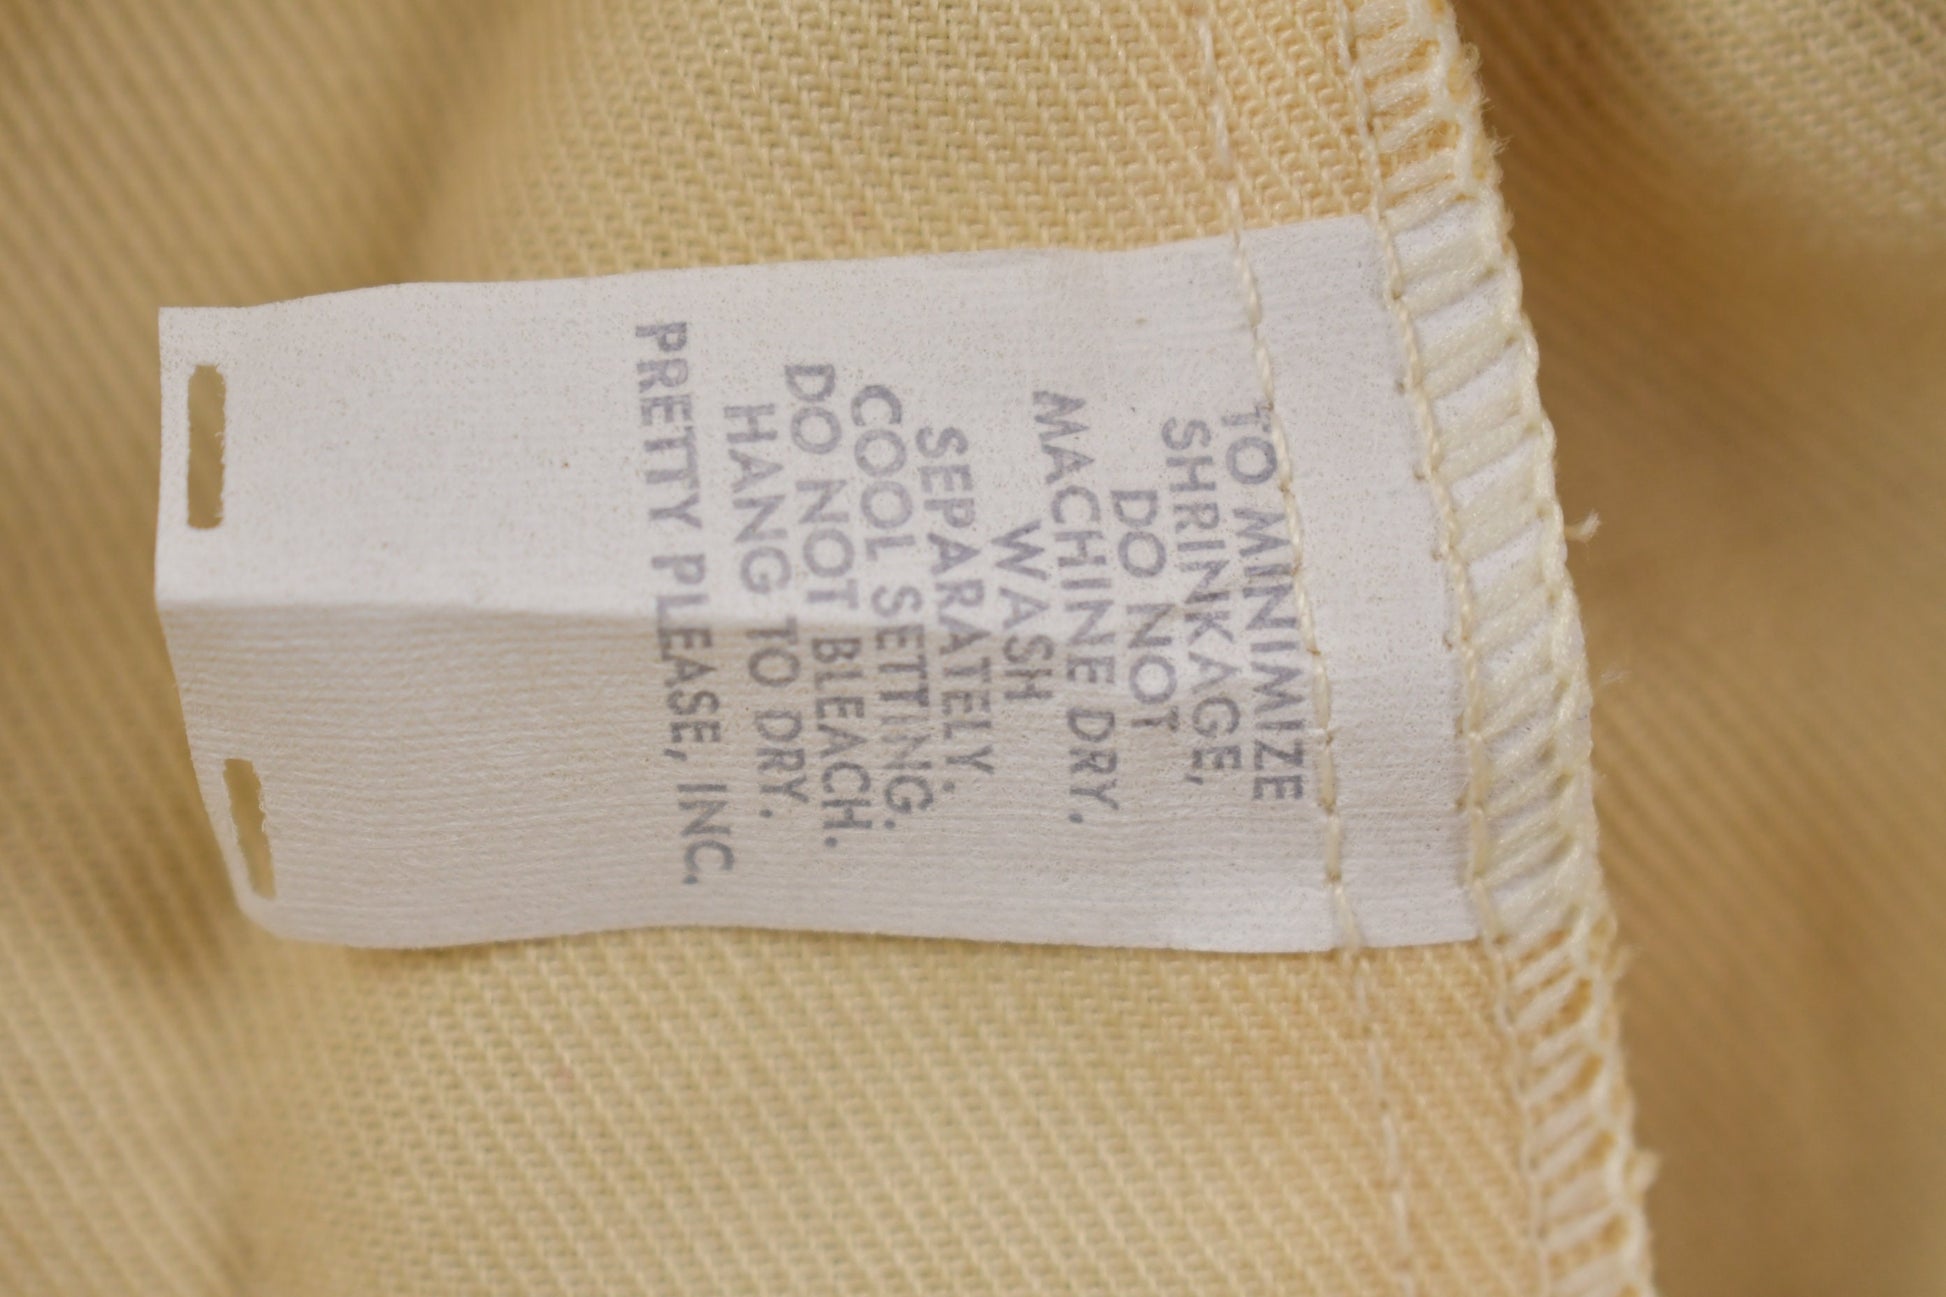 TO MINIMIZE
SHRINKAGE,
DO NOT
MACHINE DRY.
WASH
SEPARATELY.
COOL SETTING.
DO NOT BLEACH.
HANG TO DRY.
PRETTY PLEASE, INC.